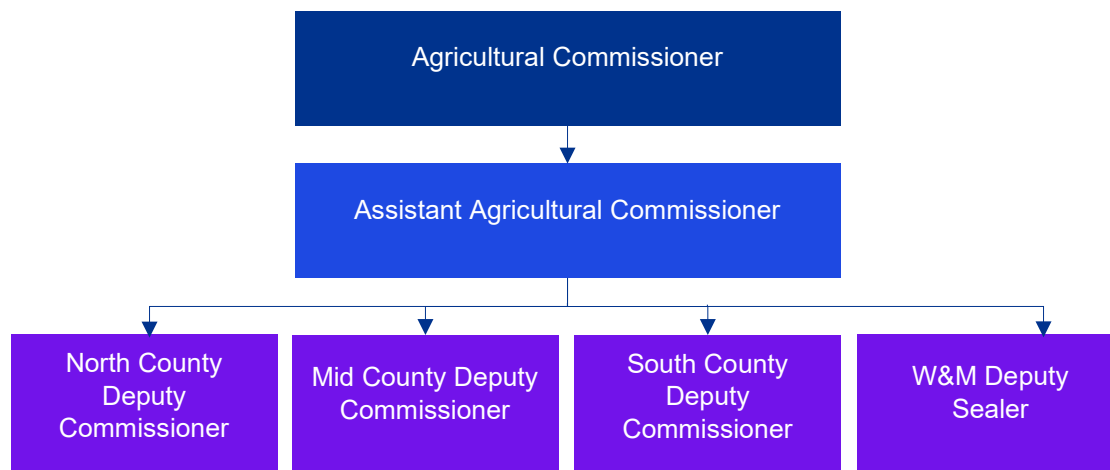 Agricultural Commissioner
Assistant Agricultural Commissioner
North County
Deputy
Commissioner
Mid County Deputy
Commissioner
South County
Deputy
Commissioner
W&M Deputy
Sealer